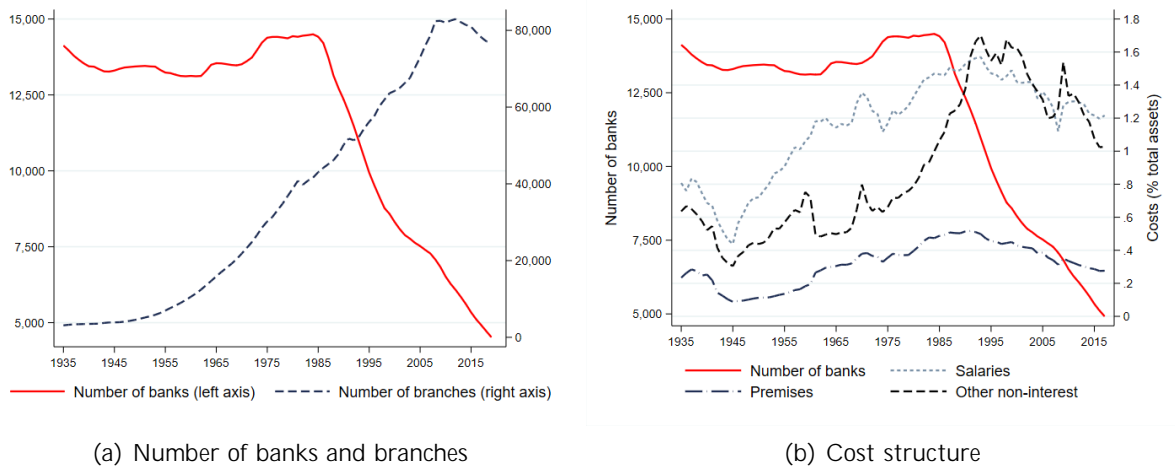 15,000
12,500
10,000
7,500
5,000
80,000
60,000
40,000
20,000
0
1935 1945 1955 1965 1975 1985 1995 2005 2015
Number of banks (left axis) Number of branches (right axis)
(a) Number of banks and branches
Number of banks
15,000
12,500
10,000
7,500
5,000
1.8
1.6
1.4
1.2
1
.8
.6
.4
.2
0
Costs (% total assets)
1935 1945 1955 1965 1975 1985 1995 2005 2015
Number of banks Salaries
Premises Other non-interest
(b) Cost structure